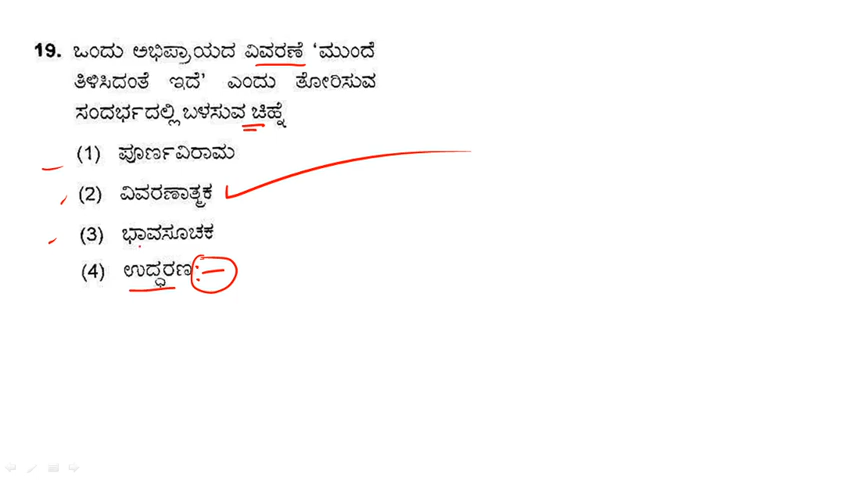 19. ಒಂದು ಅಭಿಪ್ರಾಯದ ವಿವರಣೆ ‘ಮುಂದೆ
ತಿಳಿಸಿದಂತೆ ಇದೆ’ ಎಂದು ತೋರಿಸುವ
ಸಂದರ್ಭದಲ್ಲಿ ಬಳಸುವ ಚಿಹ್ನೆ
(1) ಪೂರ್ಣವಿರಾಮ
(2) ವಿವರಣಾತ್ಮಕ
(3) ಭಾವಸೂಚಕ
(4) ಉದ್ಧರಣ :–